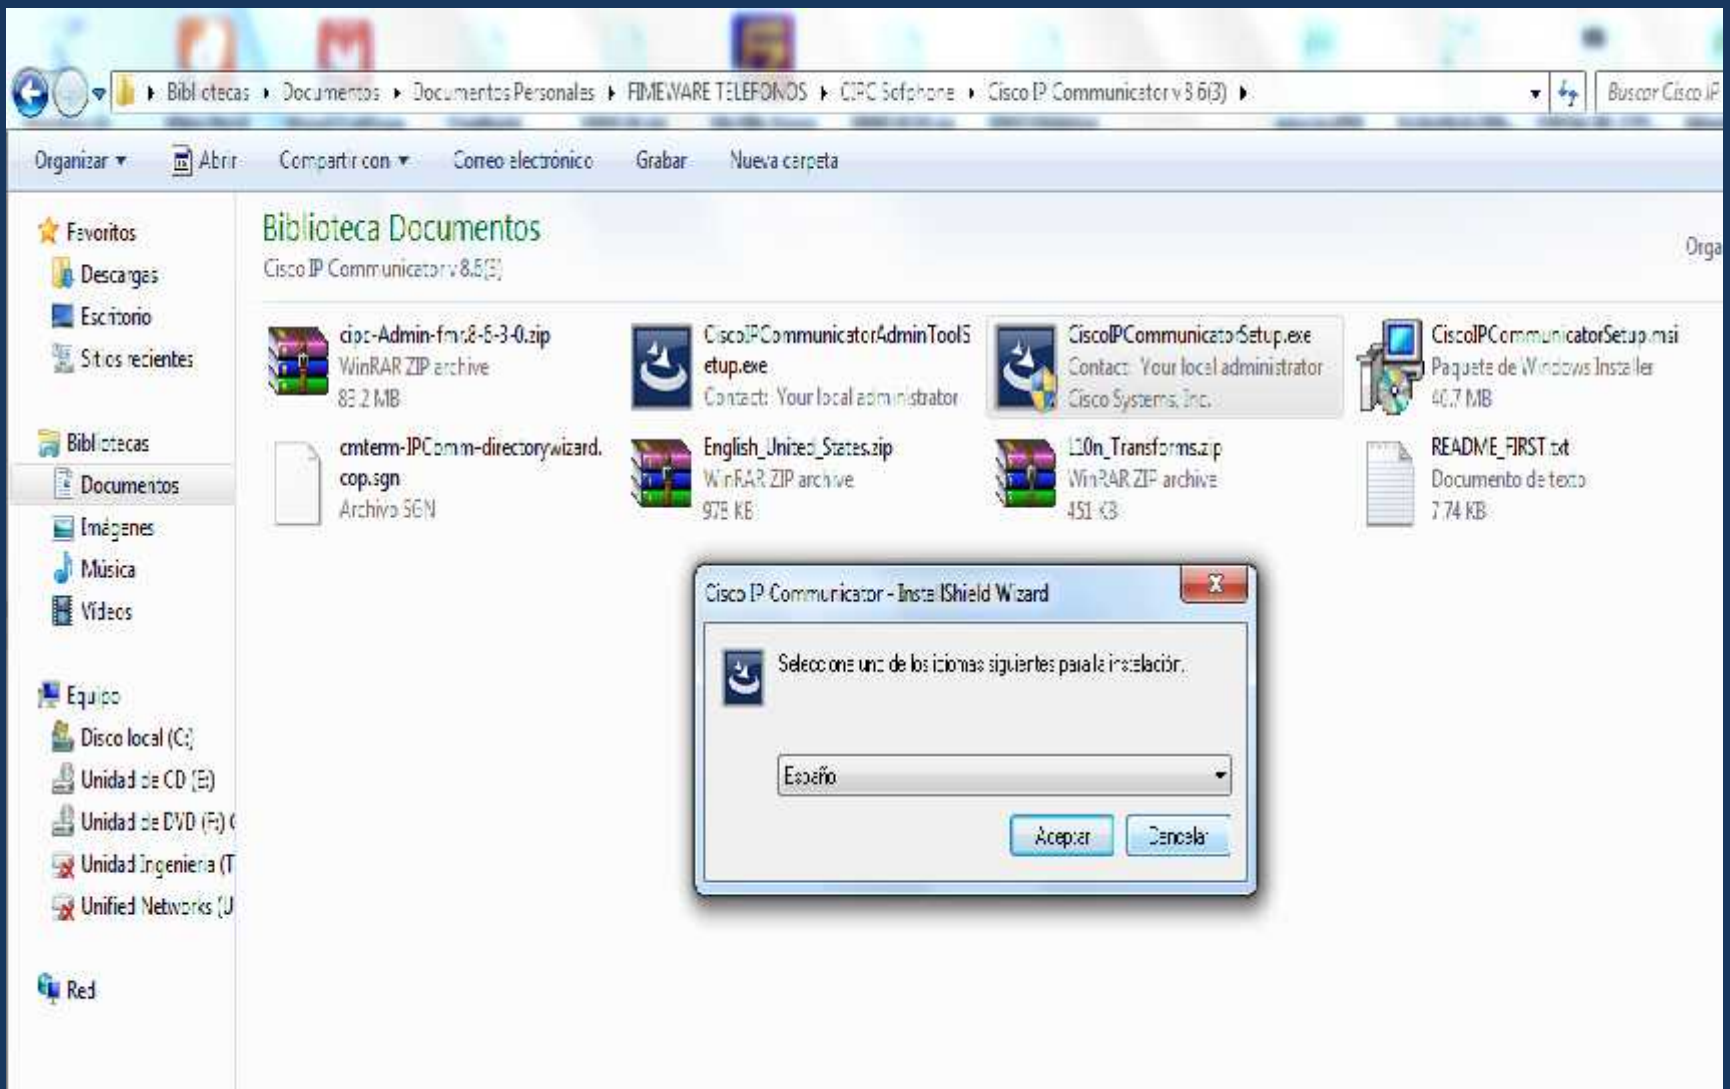 Bibliotecas ▸ Documentos ▸ Documentos Personales ▸ FIMEWARE TELEFONOS ▸ CIPC Sofphone ▸ Cisco IP Communicator v 8.6(3) ▸
Buscar Cisco IP
Organizar
Abrir
Compartir con
Correo electrónico
Grabar
Nueva carpeta
Favoritos
Descargas
Escritorio
Sitios recientes
Bibliotecas
Documentos
Imágenes
Música
Vídeos
Equipo
Disco local (C:)
Unidad de CD (E:)
Unidad de DVD (F:)
Unidad Ingenieria (T
Unified Networks (U
Red
Biblioteca Documentos
Cisco IP Communicator v 8.6(3)
Orga
cipc-Admin-fmr.8-6-3-0.zip
WinRAR ZIP archive
83.2 MB
CiscoIPCommunicatorAdminToolS
etup.exe
Contact: Your local administrator
CiscoIPCommunicatorSetup.exe
Contact: Your local administrator
Cisco Systems, Inc.
CiscoIPCommunicatorSetup.msi
Paquete de Windows Installer
40.7 MB
cmterm-IPComm-directorywizard.
cop.sgn
Archivo SGN
English_United_States.zip
WinRAR ZIP archive
978 KB
L10n_Transforms.zip
WinRAR ZIP archive
451 KB
README_FIRST.txt
Documento de texto
7.74 KB
Cisco IP Communicator - InstallShield Wizard
Seleccione uno de los idiomas siguientes para la instalación.
Español
Aceptar
Cancelar